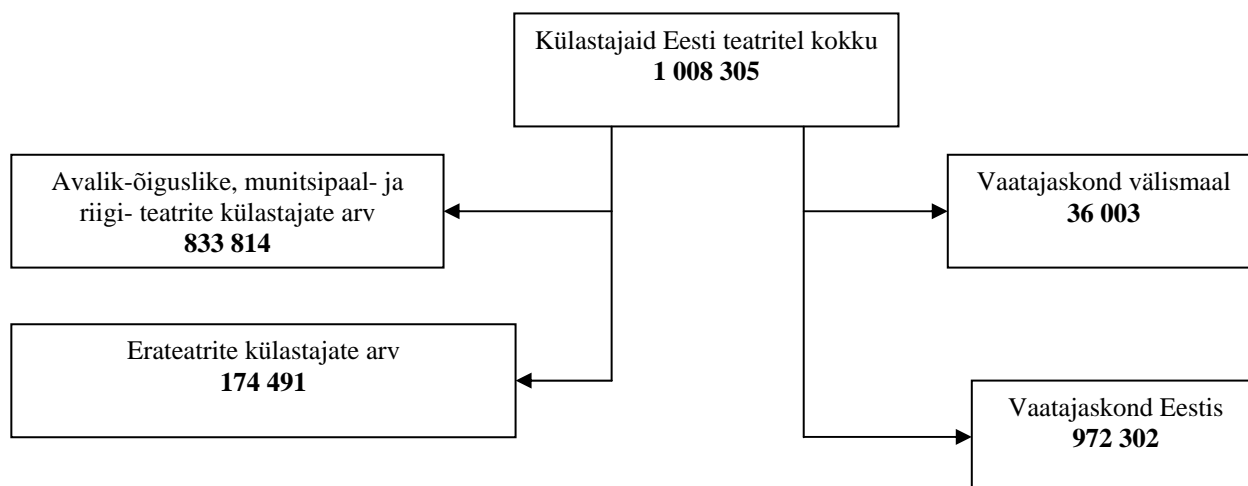 Külastajaid Eesti teatritel kokku
1 008 305
Avalik-õiguslike, munitsipaal- ja
riigi- teatrite külastajate arv
833 814
Vaatajaskond välismaal
36 003
Erateatrite külastajate arv
174 491
Vaatajaskond Eestis
972 302